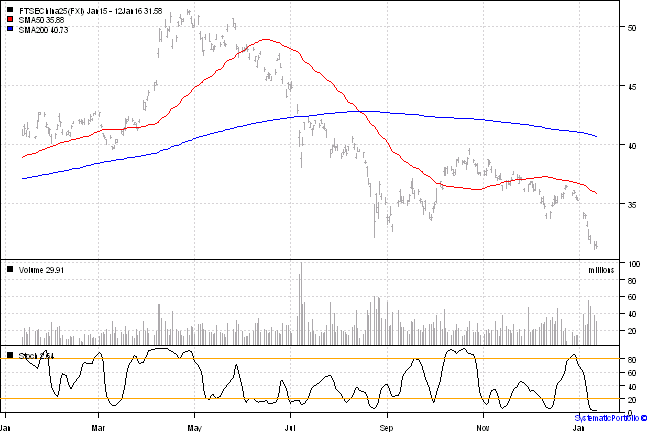 FTSEChina25(FXI) Jan15 - 12Jan16 31.58
SMA50 35.88
SMA200 40.73
50
45
40
35
Volume 29.91
millions
100
80
60
40
20
80
60
40
20
0
Jan Mar May Jul Sep Nov Jan
SystematicPortfolio ©